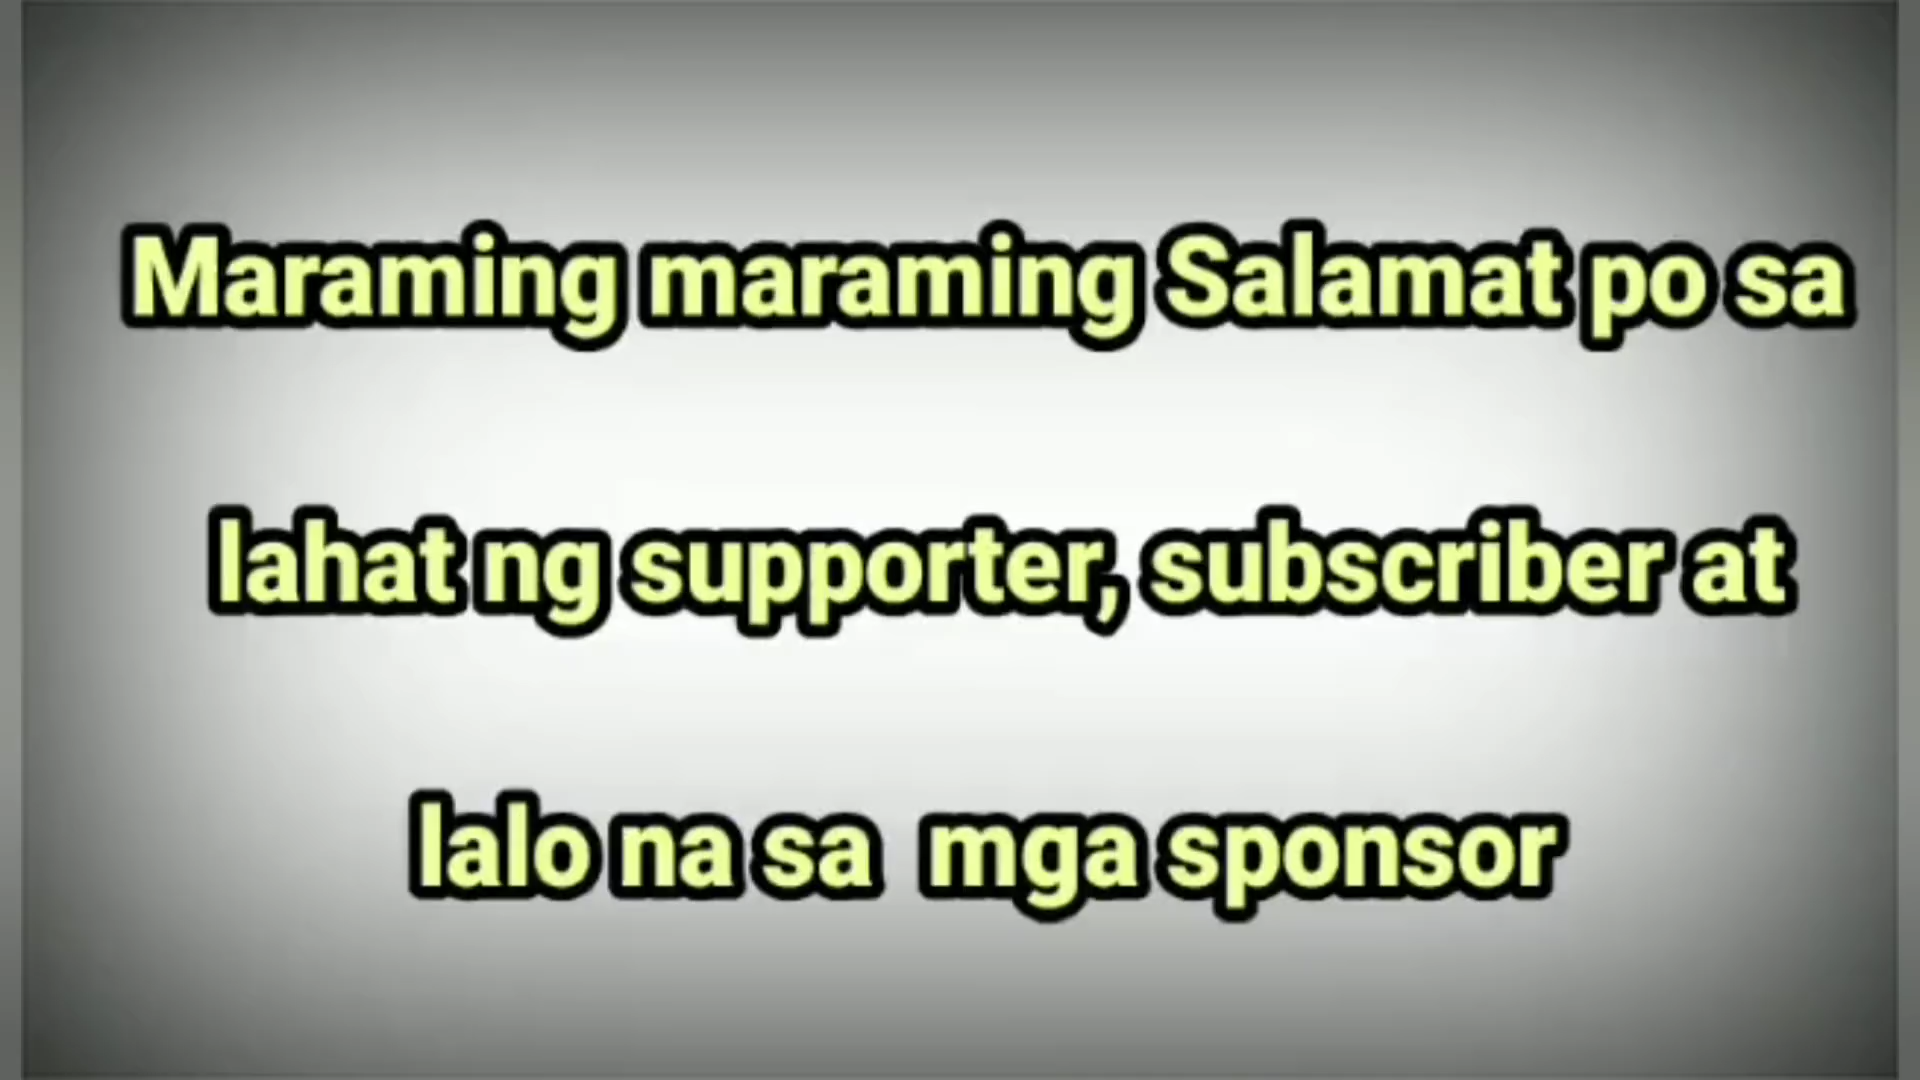 Maraming maraming Salamat po sa
lahat ng supporter, subscriber at
lalo na sa mga sponsor